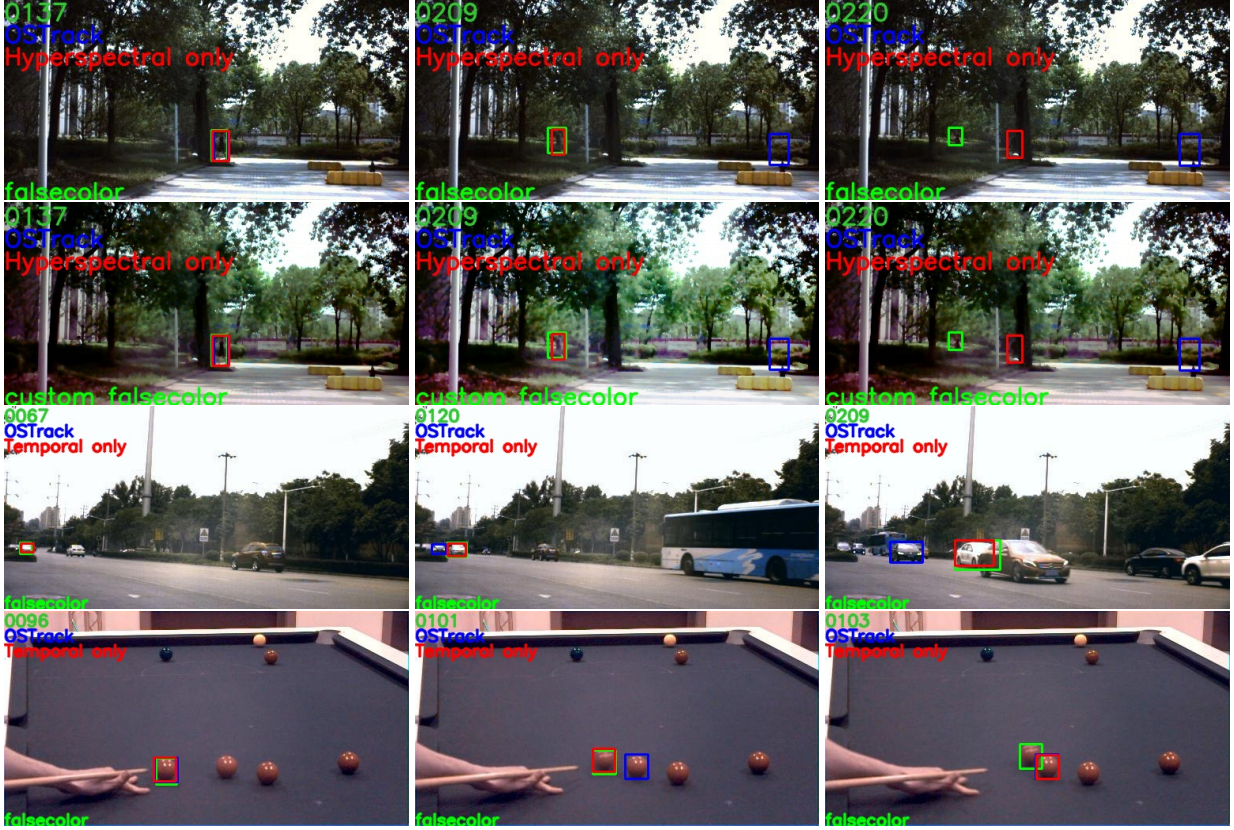 0137
OSTrack
Hyperspectral only
falsecolor
0209
OSTrack
Hyperspectral only
falsecolor
0220
OSTrack
Hyperspectral only
falsecolor
0137
OSTrack
Hyperspectral only
custom falsecolor
0209
OSTrack
Hyperspectral only
custom falsecolor
0220
OSTrack
Hyperspectral only
custom falsecolor
0067
OSTrack
Temporal only
falsecolor
0120
OSTrack
Temporal only
falsecolor
0209
OSTrack
Temporal only
falsecolor
0096
OSTrack
Temporal only
falsecolor
0101
OSTrack
Temporal only
falsecolor
0103
OSTrack
Temporal only
falsecolor